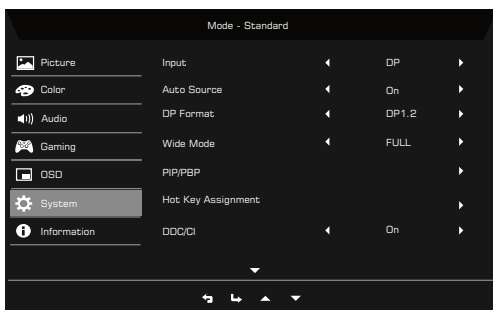 Mode - Standard
Picture
Color
Audio
Gaming
OSD
System
Information
Input DP
Auto Source On
DP Format DP1.2
Wide Mode FULL
PIP/PBP
Hot Key Assignment
DDC/CI On